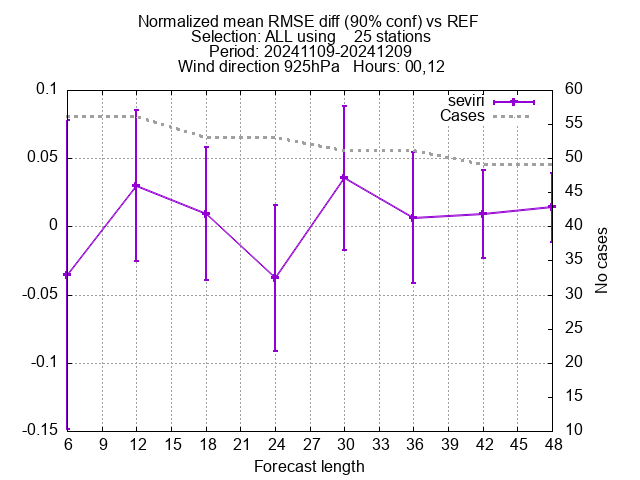 Normalized mean RMSE diff (90% conf) vs REF
Selection: ALL using    25 stations
Period: 20241109-20241209
Wind direction 925hPa   Hours: 00,12
seviri
Cases
0.1
0.05
0
-0.05
-0.1
-0.15
60
55
50
45
40
35
30
25
20
15
10
No cases
6 9 12 15 18 21 24 27 30 33 36 39 42 45 48
Forecast length